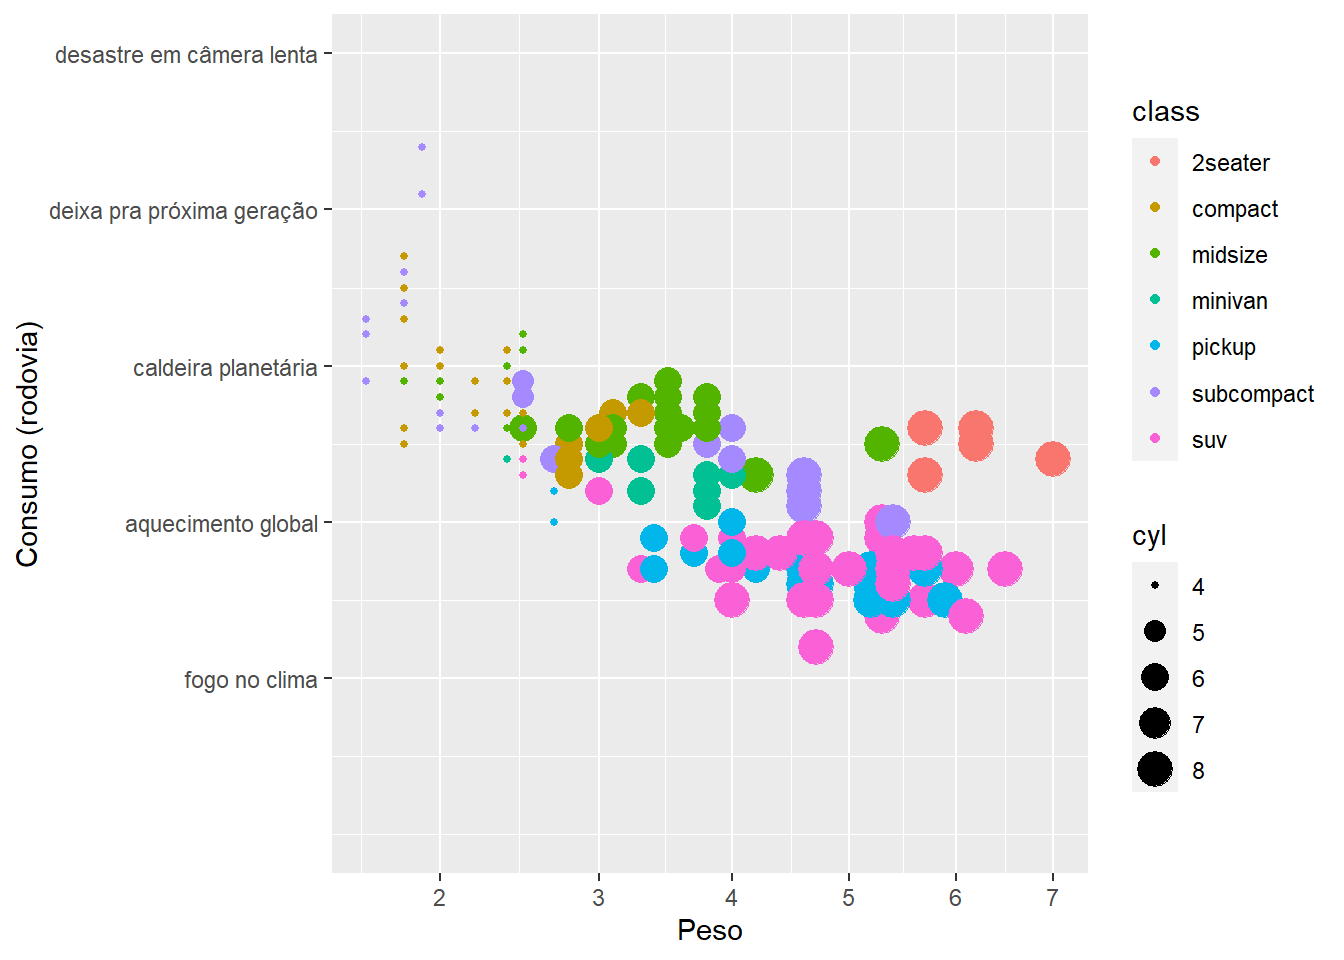 desastre em câmera lenta
deixa pra próxima geração
caldeira planetária
aquecimento global
fogo no clima
Consumo (rodovia)
2 3 4 5 6 7
Peso
class
2seater
compact
midsize
minivan
pickup
subcompact
suv
cyl
4
5
6
7
8